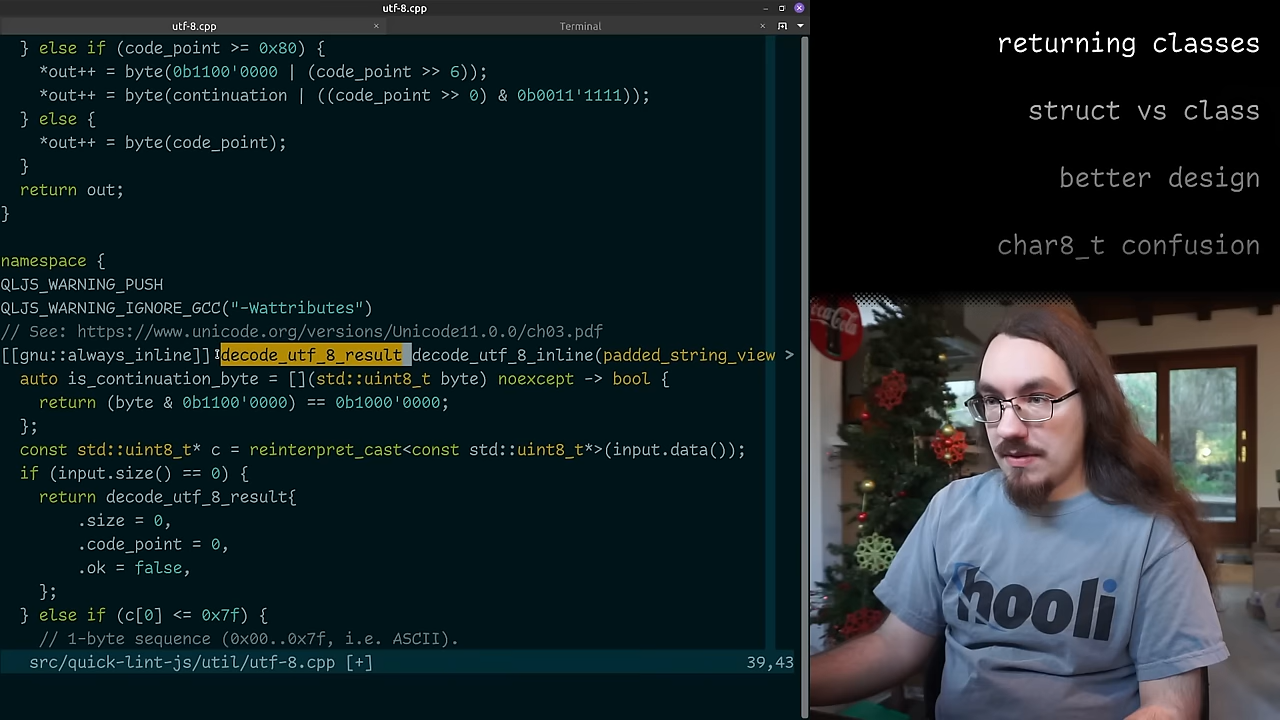 utf-8.cpp
utf-8.cpp × Terminal ×
} else if (code_point >= 0x80) {
*out++ = byte(0b1100'0000 | (code_point >> 6));
*out++ = byte(continuation | ((code_point >> 0) & 0b0011'1111));
} else {
*out++ = byte(code_point);
}
return out;
}
namespace {
QLJS_WARNING_PUSH
QLJS_WARNING_IGNORE_GCC("-Wattributes")
// See: https://www.unicode.org/versions/Unicode11.0.0/ch03.pdf
[[gnu::always_inline]] decode_utf_8_result decode_utf_8_inline(padded_string_view >
auto is_continuation_byte = [](std::uint8_t byte) noexcept -> bool {
return (byte & 0b1100'0000) == 0b1000'0000;
};
const std::uint8_t* c = reinterpret_cast<const std::uint8_t*>(input.data());
if (input.size() == 0) {
return decode_utf_8_result{
.size = 0,
.code_point = 0,
.ok = false,
};
} else if (c[0] <= 0x7f) {
// 1-byte sequence (0x00..0x7f, i.e. ASCII).
src/quick-lint-js/util/utf-8.cpp [+] 39,43
returning classes
struct vs class
better design
char8_t confusion
Coca-Cola
hooli